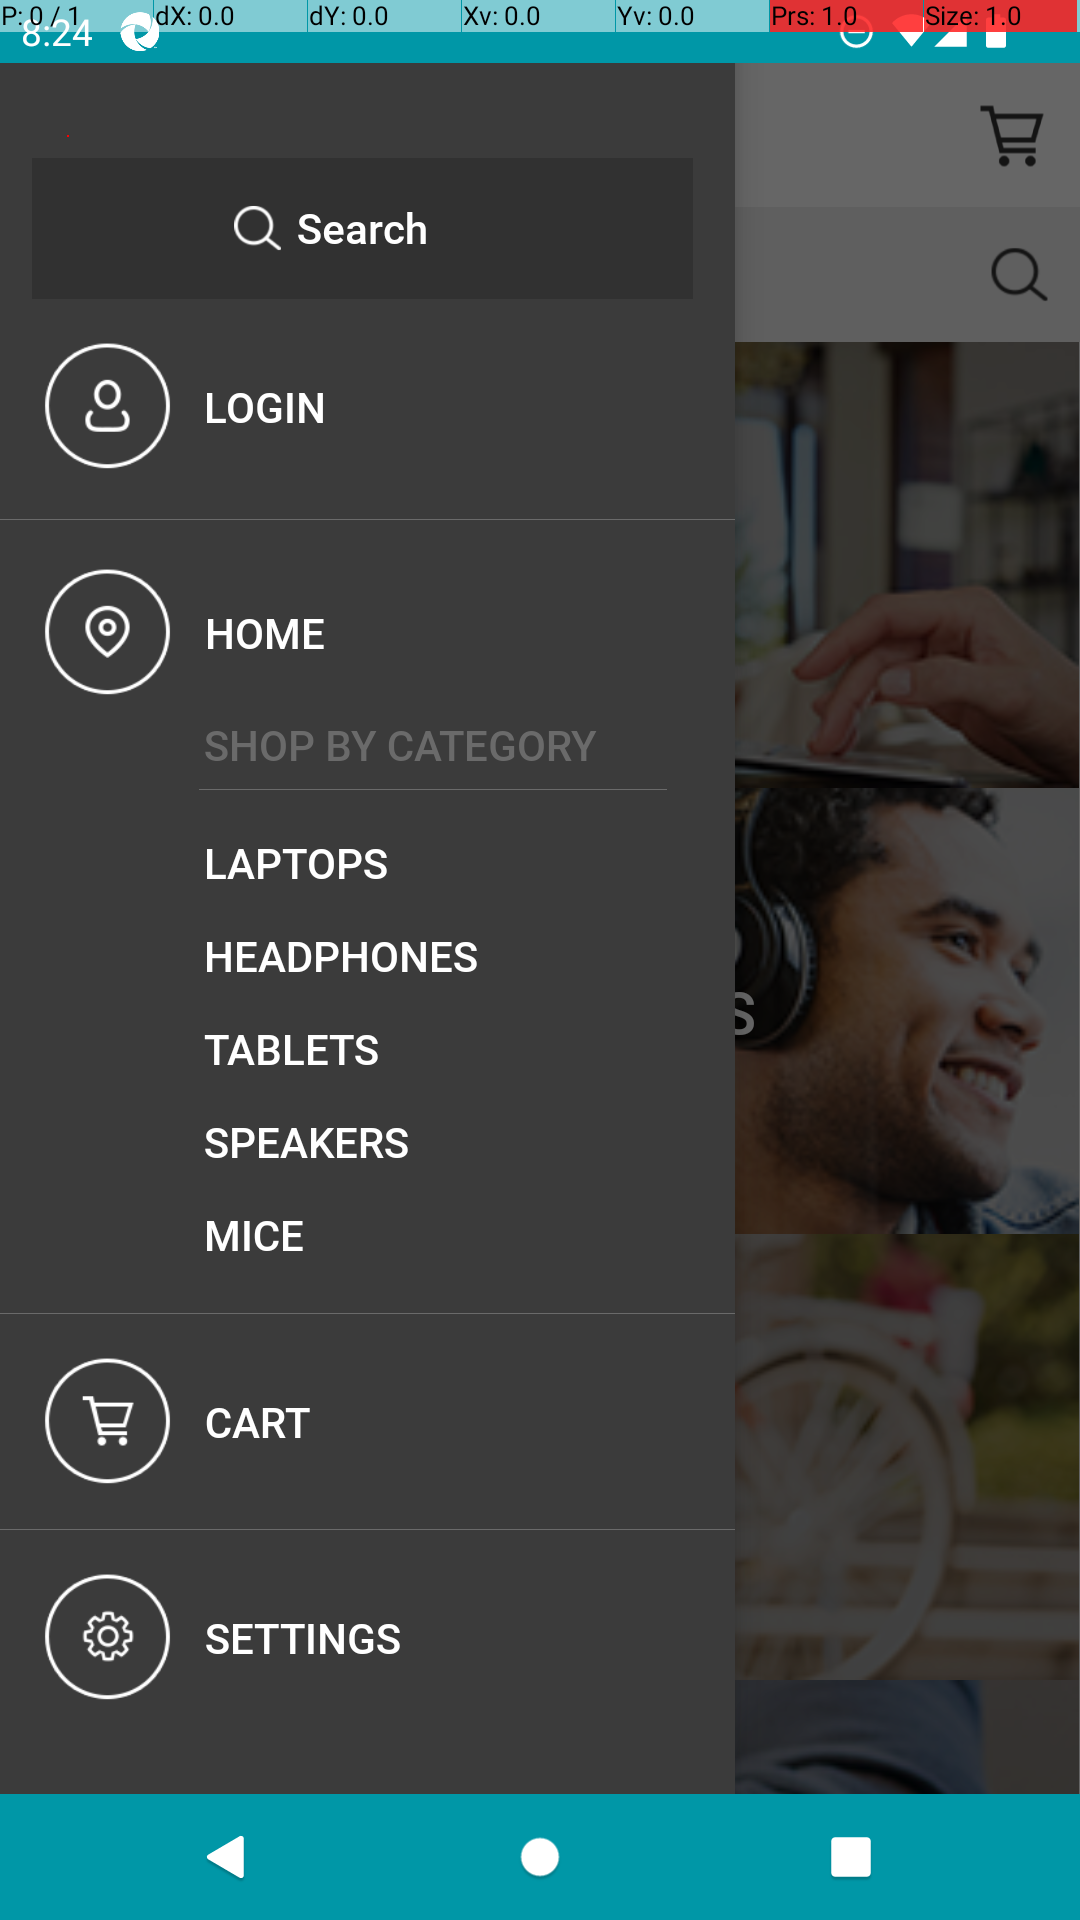 P: 0 / 1 dX: 0.0 dY: 0.0 Xv: 0.0 Yv: 0.0 Prs: 1.0 Size: 1.0
8:24
Search
LOGIN
HOME
SHOP BY CATEGORY
LAPTOPS
HEADPHONES
S
TABLETS
SPEAKERS
MICE
CART
SETTINGS